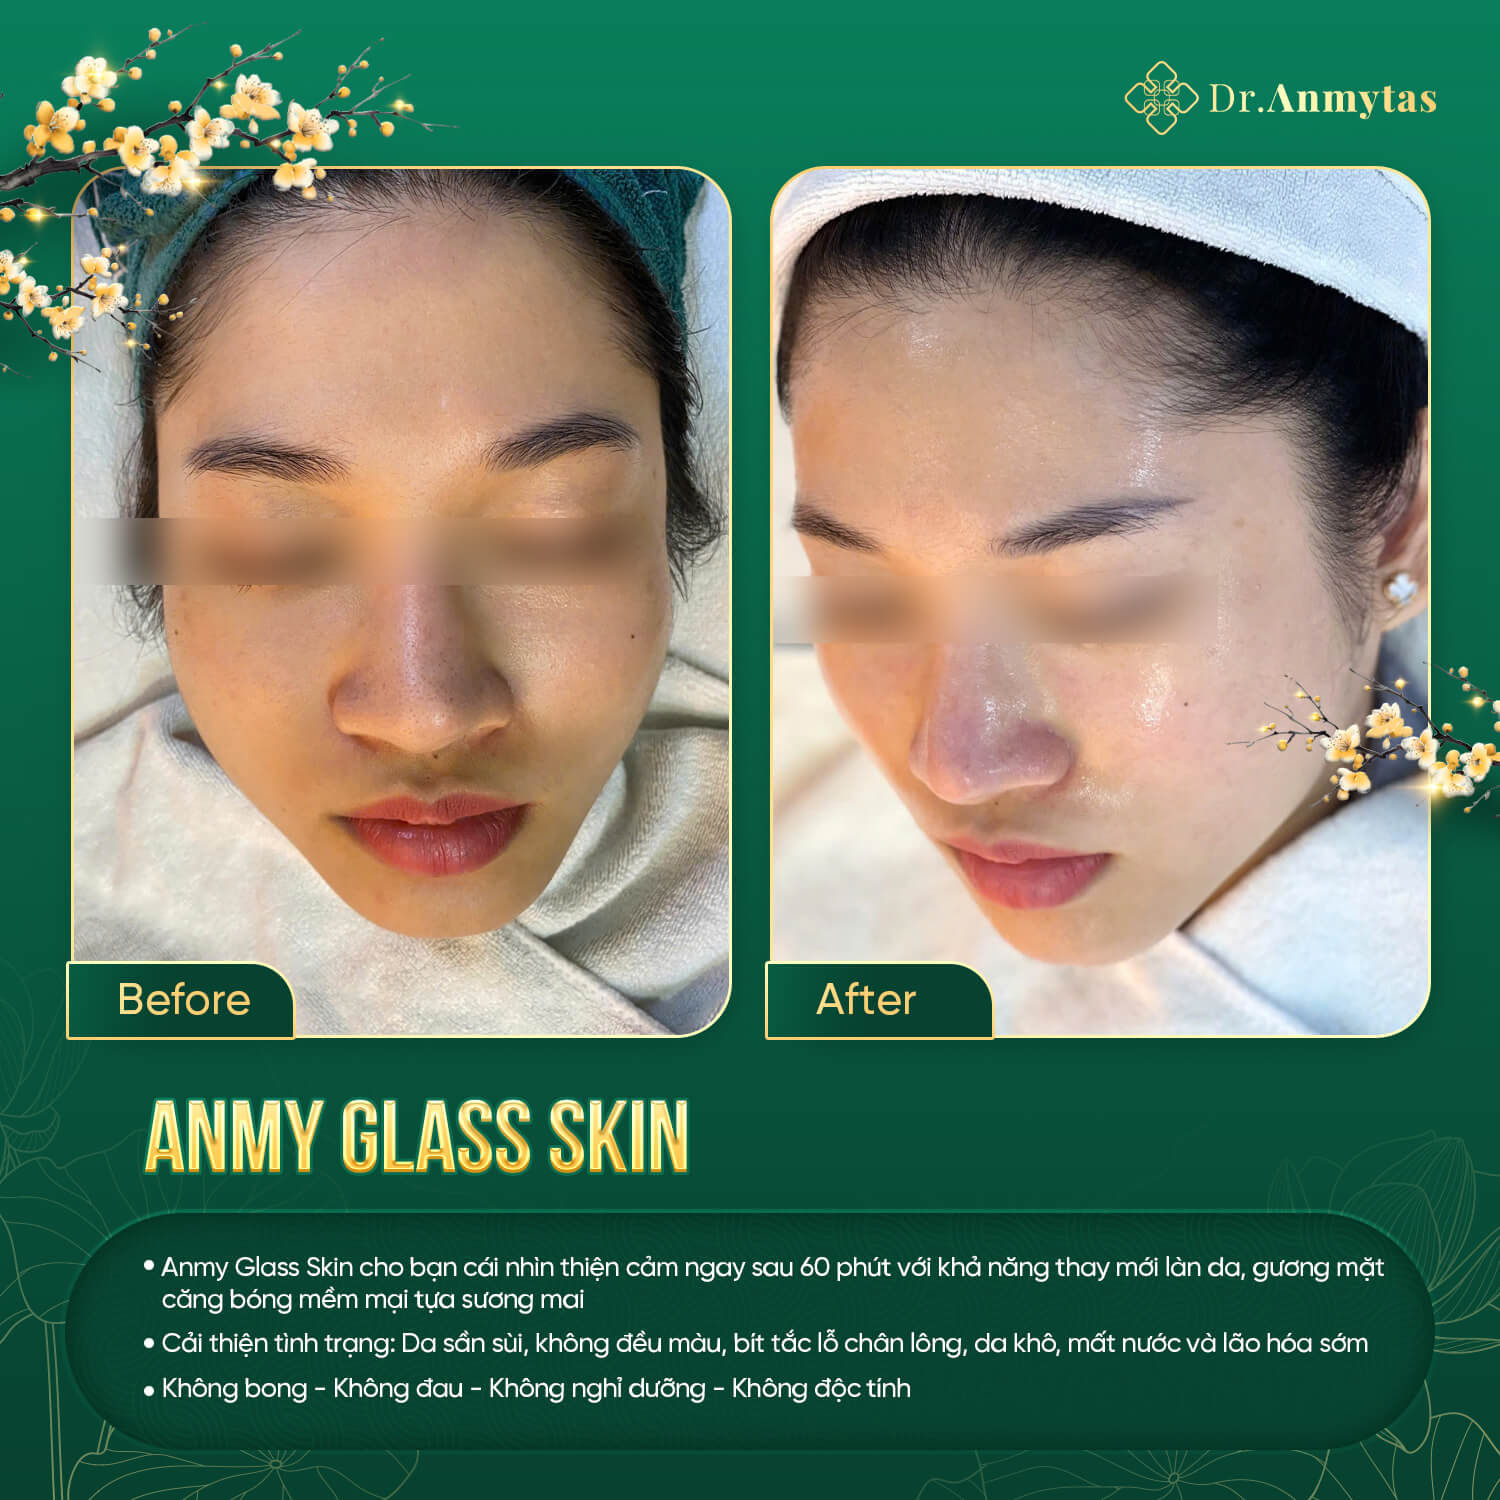 Dr.Anmytas
Before
After
ANMY GLASS SKIN
• Anmy Glass Skin cho bạn cái nhìn thiện cảm ngay sau 60 phút với khả năng thay mới làn da, gương mặt
căng bóng mềm mại tựa sương mai
• Cải thiện tình trạng: Da sần sùi, không đều màu, bít tắc lỗ chân lông, da khô, mất nước và lão hóa sớm
• Không bong - Không đau - Không nghỉ dưỡng - Không độc tính